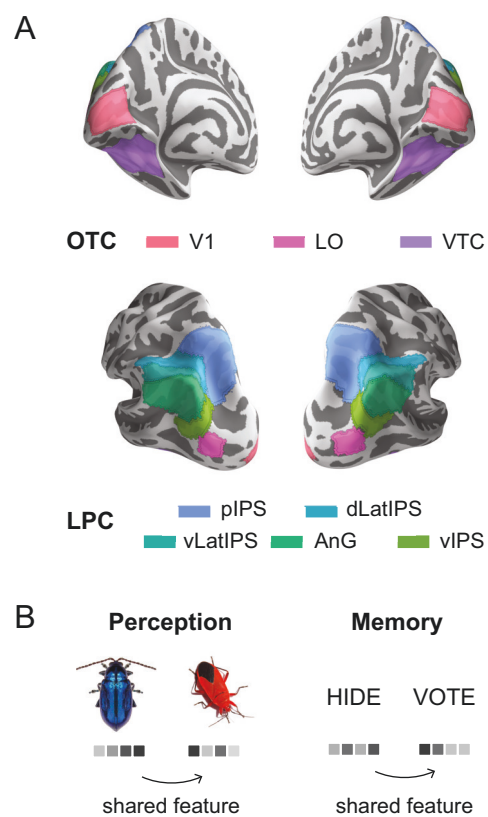 A
OTC V1 LO VTC
LPC pIPS dLatIPS
vLatIPS AnG vIPS
B
Perception Memory
HIDE VOTE
shared feature shared feature